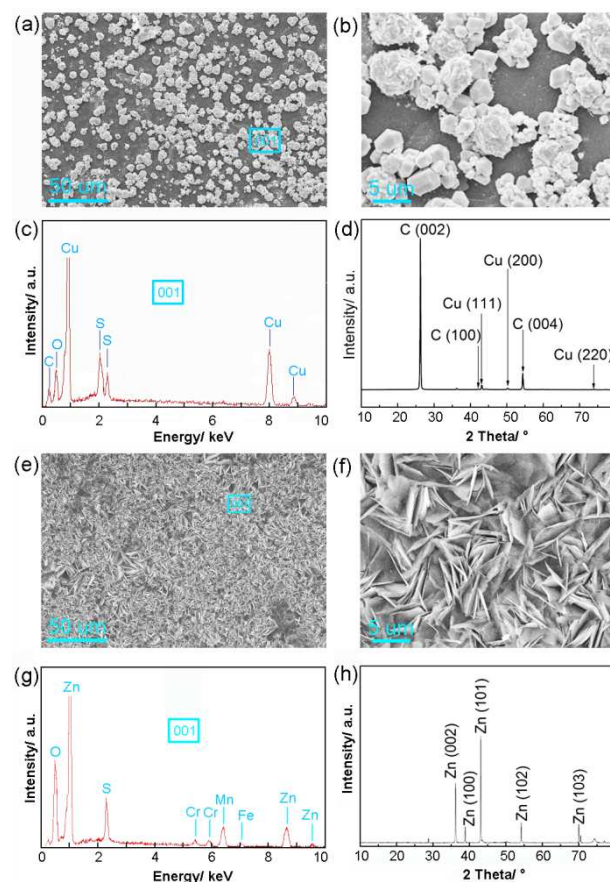 (a)
(b)
001
50 um
5 um
(c)
Cu
001
C
O
S
S
Cu
Cu
Intensity/ a.u.
0 2 4 6 8 10
Energy/ keV
(d)
C (002)
Cu (200)
Cu (111)
C (100)
C (004)
Cu (220)
Intensity/ a.u.
10 20 30 40 50 60 70
2 Theta/ °
(e)
(f)
50 um
5 um
(g)
Zn
001
O
S
Cr
Cr
Mn
Fe
Zn
Zn
Intensity/ a.u.
0 2 4 6 8 10
Energy/ keV
(h)
Zn (002)
Zn (100)
Zn (101)
Zn (102)
Zn (103)
Intensity/ a.u.
10 20 30 40 50 60 70
2 Theta/ °